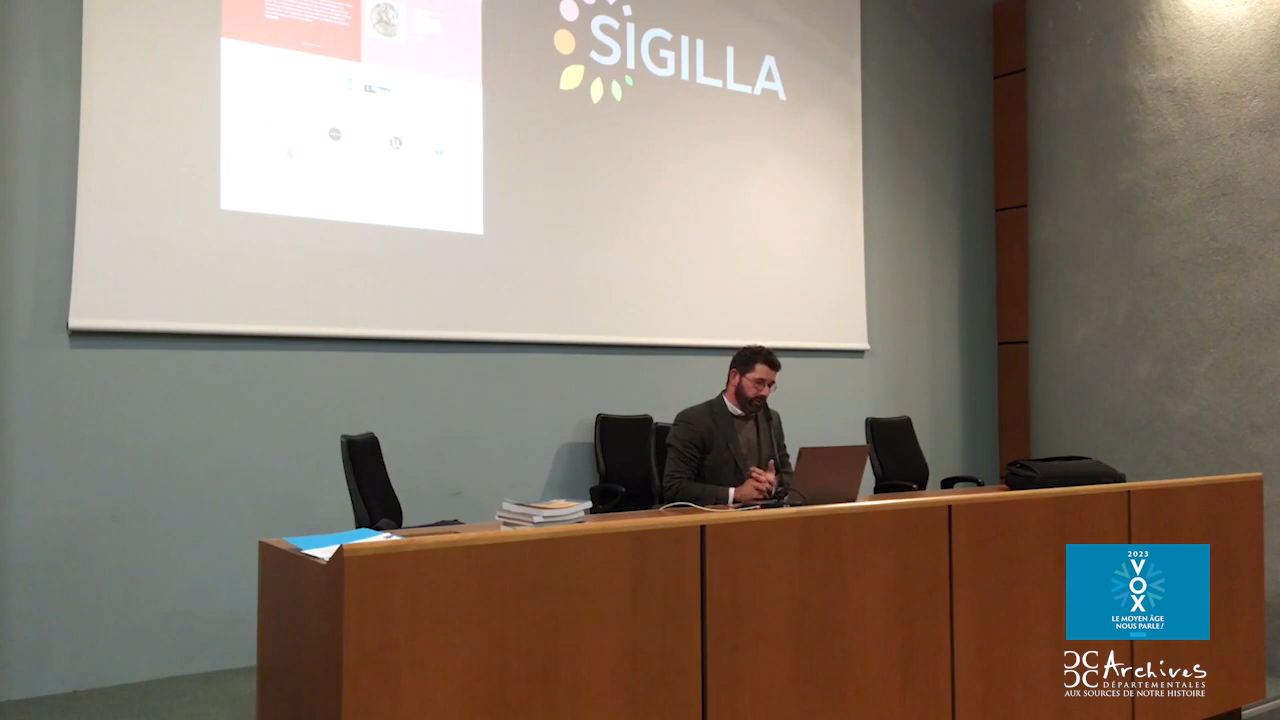 SIGILLA
2023
VOX
LE MOYEN ÂGE
NOUS PARLE !
Archives
DÉPARTEMENTALES
AUX SOURCES DE NOTRE HISTOIRE